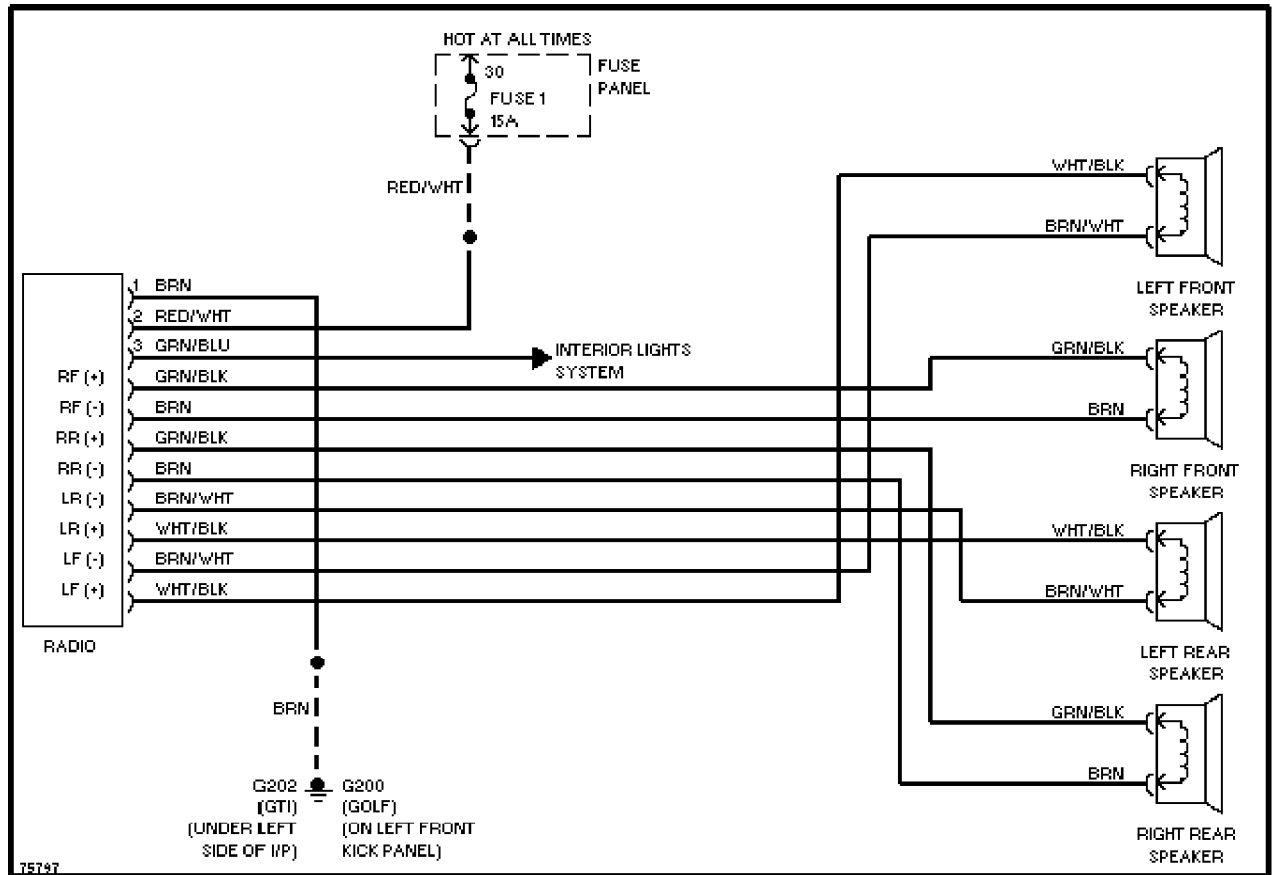 HOT AT ALL TIMES
30
FUSE 1
15A
FUSE
PANEL
RED/WHT
1 BRN
2 RED/WHT
3 GRN/BLU
INTERIOR LIGHTS
SYSTEM
RF (+) GRN/BLK
RF (-) BRN
RR (+) GRN/BLK
RR (-) BRN
LR (-) BRN/WHT
LR (+) WHT/BLK
LF (-) BRN/WHT
LF (+) WHT/BLK
RADIO
WHT/BLK
BRN/WHT
LEFT FRONT
SPEAKER
GRN/BLK
BRN
RIGHT FRONT
SPEAKER
WHT/BLK
BRN/WHT
LEFT REAR
SPEAKER
GRN/BLK
BRN
RIGHT REAR
SPEAKER
BRN
G202
(GTI)
(UNDER LEFT
SIDE OF I/P)
G200
(GOLF)
(ON LEFT FRONT
KICK PANEL)
75797